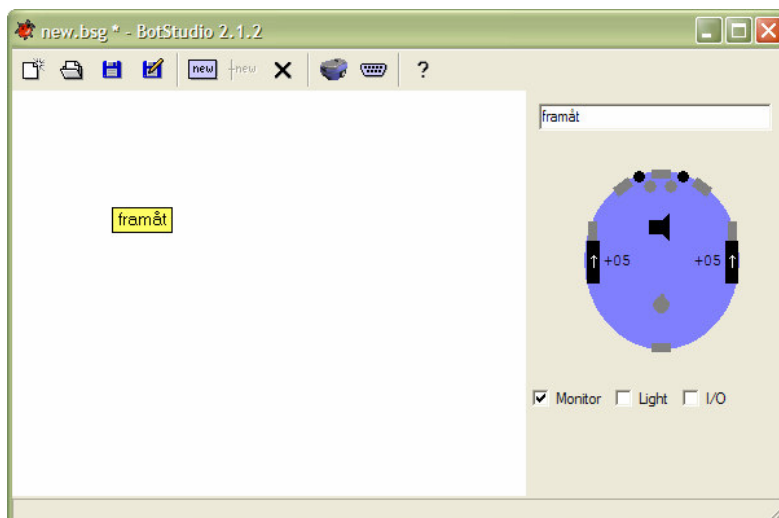 new.bsg * - BotStudio 2.1.2
new new ?
framåt
framåt
+05 +05
Monitor Light I/O